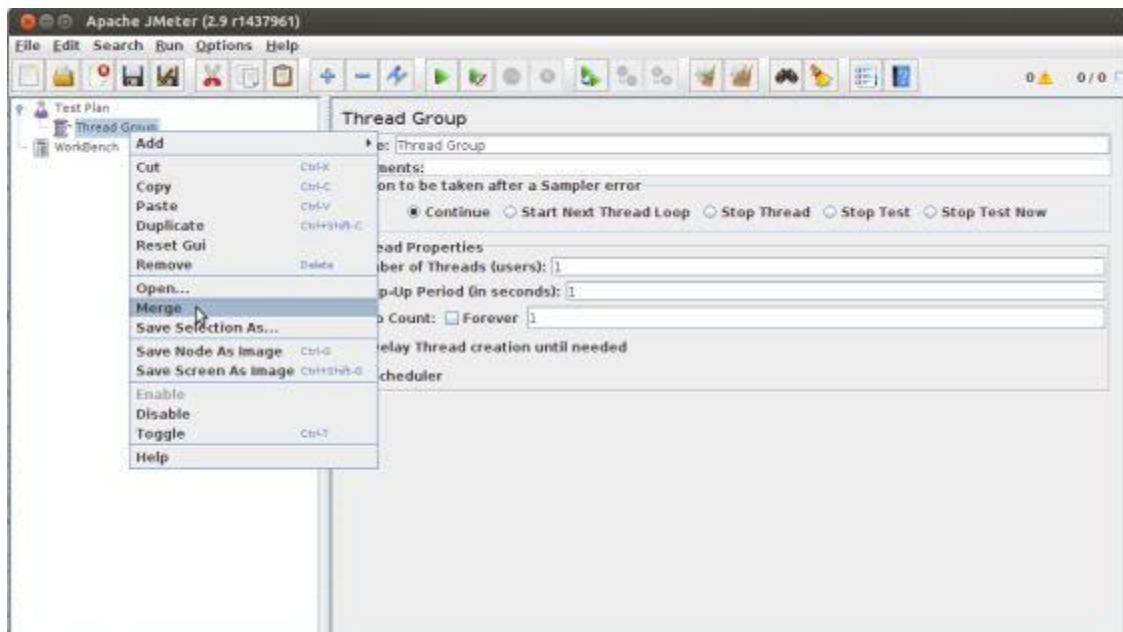 Apache JMeter (2.9 r1437961)
File Edit Search Run Options Help
0 0 / 0
Test Plan
Thread Group
WorkBench
Add
Cut Ctrl-X
Copy Ctrl-C
Paste Ctrl-V
Duplicate Ctrl+Shift-C
Reset Gui
Remove Delete
Open...
Merge
Save Selection As...
Save Node As Image Ctrl-G
Save Screen As Image Ctrl+Shift-G
Enable
Disable
Toggle Ctrl-T
Help
Thread Group
e: Thread Group
ments:
on to be taken after a Sampler error
Continue Start Next Thread Loop Stop Thread Stop Test Stop Test Now
ead Properties
ber of Threads (users): 1
p-Up Period (in seconds): 1
Count: Forever 1
elay Thread creation until needed
cheduler